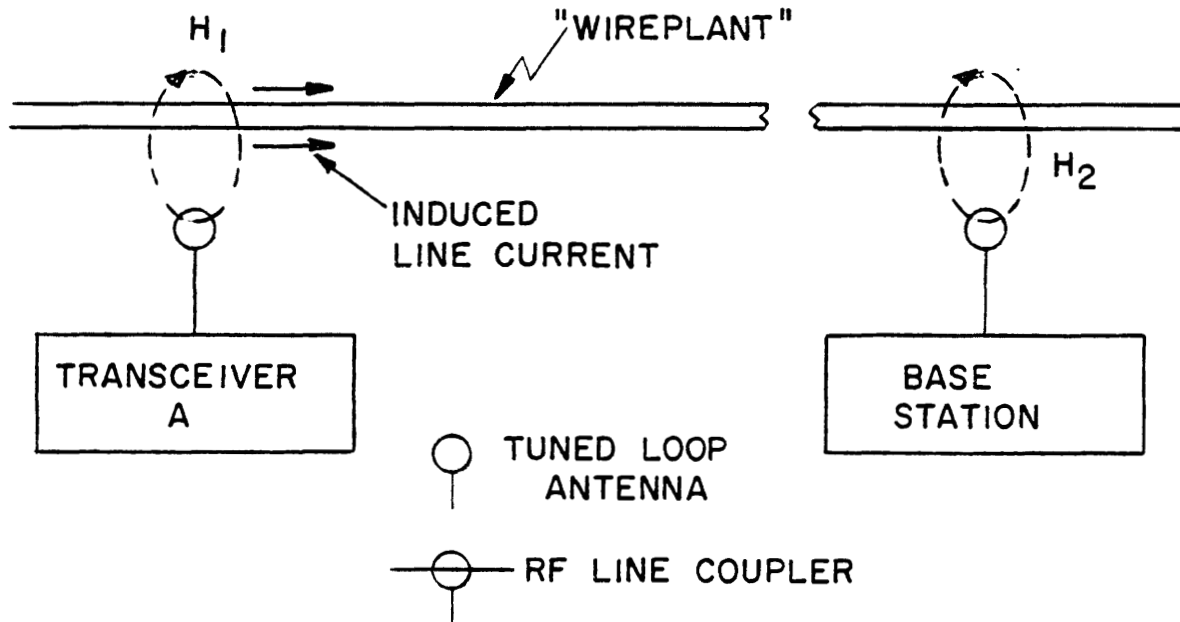 "WIREPLANT"
H1
H2
INDUCED
LINE CURRENT
TRANSCEIVER
A
BASE
STATION
TUNED LOOP
ANTENNA
RF LINE COUPLER